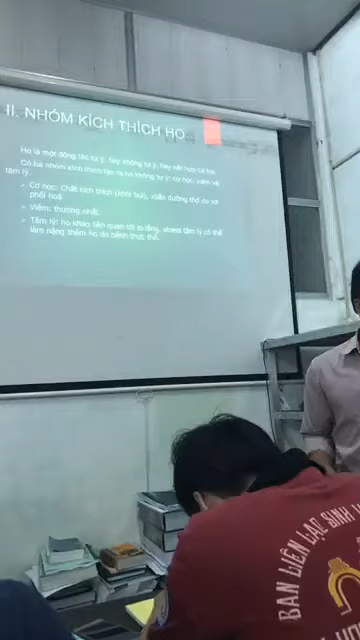 II. NHÓM KÍCH THÍCH HO
Ho là một động tác tự ý, hay không tự ý, hay kết hợp cả hai.
Có ba nhóm kích thích tạo ra ho không tự ý: cơ học, viêm và
tâm lý.
Cơ học: Chất kích thích (khói bụi), xoắn đường thở do xơ
phổi hoá
Viêm: thường nhất.
Tâm lý: ho khan liên quan tới lo lắng, stress tâm lý có thể
làm nặng thêm ho do bệnh thực thể.
BAN LIÊN LẠC SINH